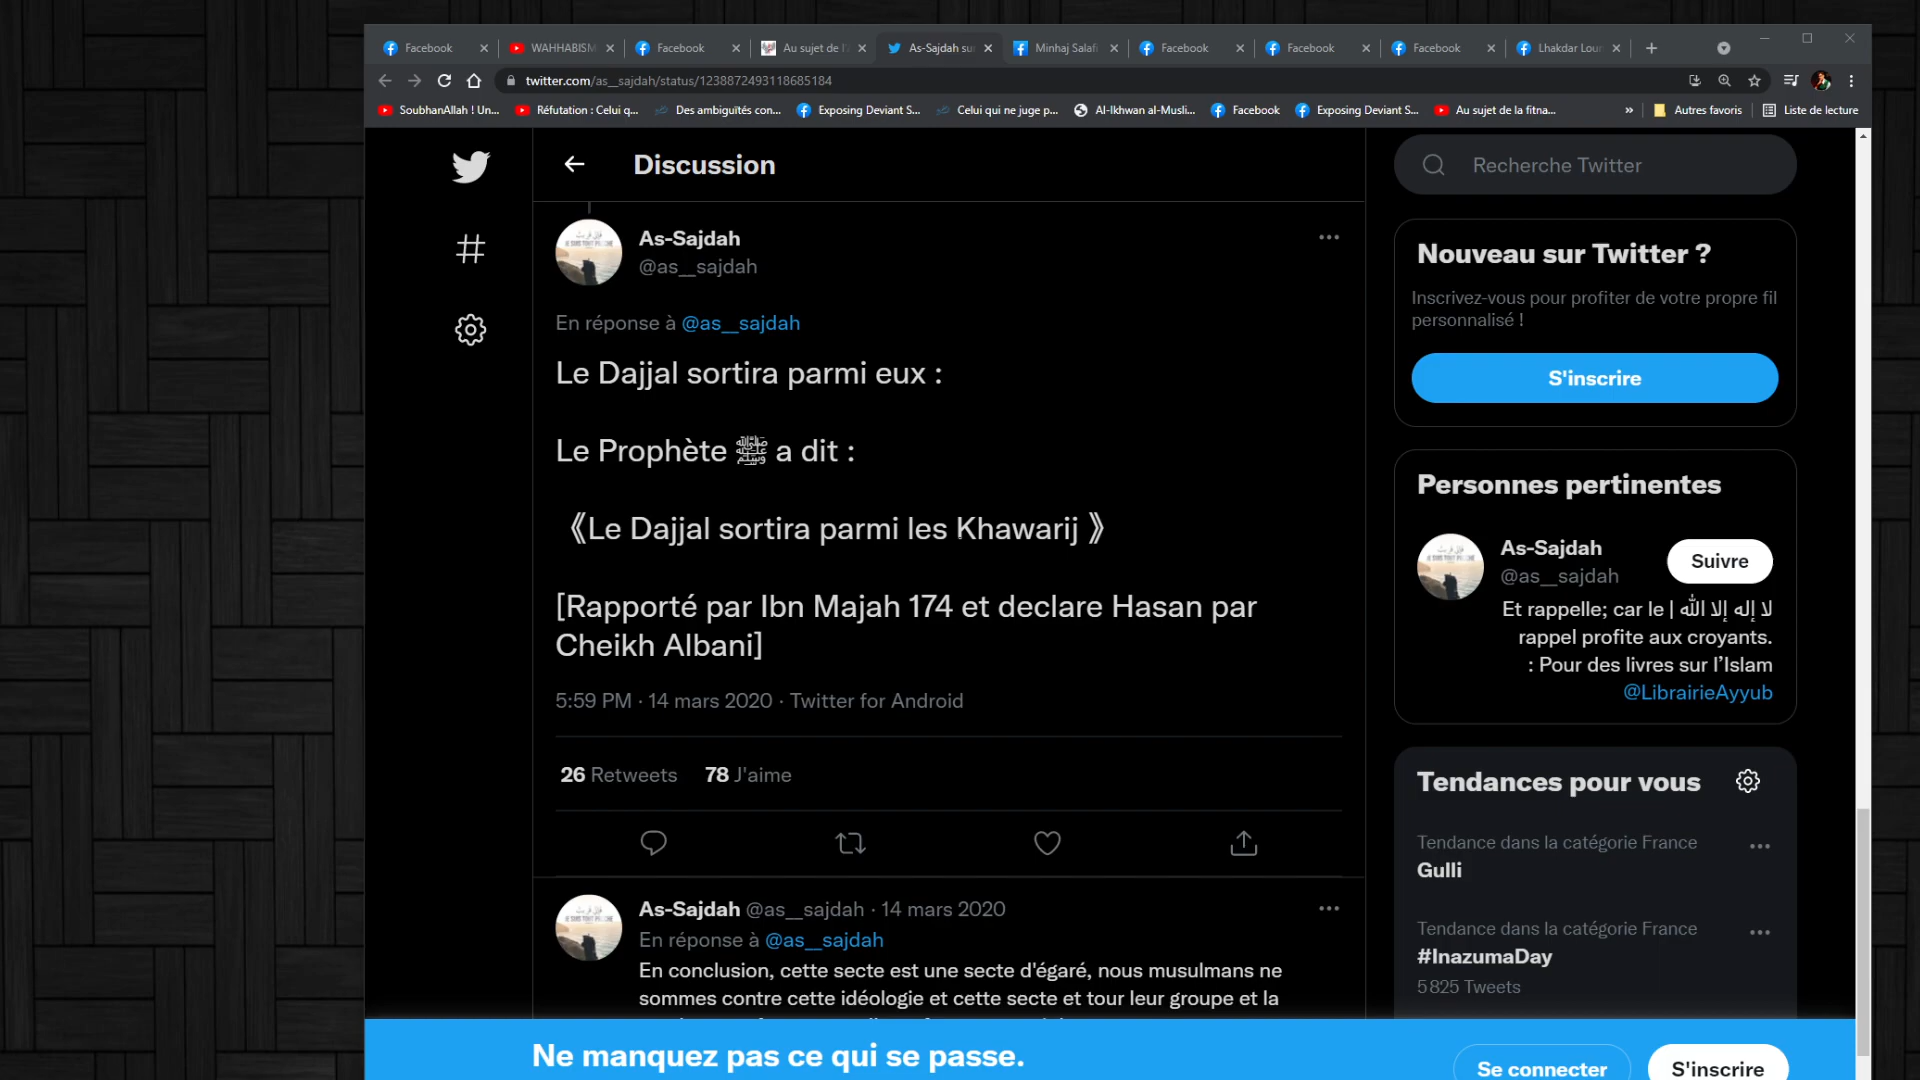 Facebook
WAHHABISM
Facebook
Au sujet de l'
As-Sajdah su
Minhaj Salafi
Facebook
Facebook
Facebook
Lhakdar Lour
twitter.com/as__sajdah/status/1238872493118685184
SoubhanAllah ! Un...
Réfutation : Celui q...
Des ambiguïtés con...
Exposing Deviant S...
Celui qui ne juge p...
Al-Ikhwan al-Musli...
Facebook
Exposing Deviant S...
Au sujet de la fitna...
»
Autres favoris
Liste de lecture
Discussion
As-Sajdah
@as__sajdah
En réponse à @as__sajdah
Le Dajjal sortira parmi eux :
Le Prophète ﷺ a dit :
《Le Dajjal sortira parmi les Khawarij 》
[Rapporté par Ibn Majah 174 et declare Hasan par
Cheikh Albani]
5:59 PM · 14 mars 2020 · Twitter for Android
26 Retweets 78 J'aime
As-Sajdah @as__sajdah · 14 mars 2020
En réponse à @as__sajdah
En conclusion, cette secte est une secte d'égaré, nous musulmans ne
sommes contre cette idéologie et cette secte et tour leur groupe et la
Recherche Twitter
Nouveau sur Twitter ?
Inscrivez-vous pour profiter de votre propre fil
personnalisé !
S'inscrire
Personnes pertinentes
As-Sajdah
@as__sajdah
Suivre
Et rappelle; car le | لا إله إلا الله
rappel profite aux croyants.
: Pour des livres sur l’Islam
@LibrairieAyyub
Tendances pour vous
Tendance dans la catégorie France
Gulli
Tendance dans la catégorie France
#InazumaDay
5 825 Tweets
Ne manquez pas ce qui se passe.
Se connecter
S'inscrire